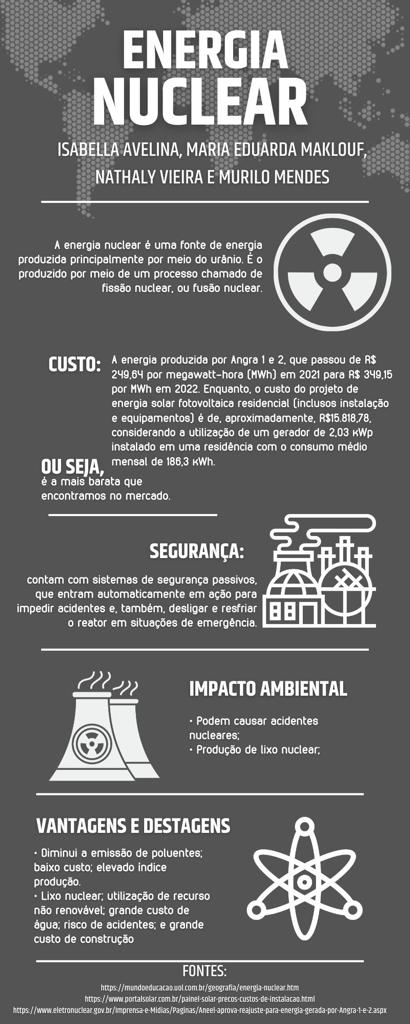 ENERGIA
NUCLEAR
ISABELLA AVELINA, MARIA EDUARDA MAKLOUF,
NATHALY VIEIRA E MURILO MENDES
A energia nuclear é uma fonte de energia
produzida principalmente por meio do urânio. É o
produzido por meio de um processo chamado de
fissão nuclear, ou fusão nuclear.
CUSTO:
A energia produzida por Angra 1 e 2, que passou de R$
249,64 por megawatt-hora (MWh) em 2021 para R$ 349,15
por MWh em 2022. Enquanto, o custo do projeto de
energia solar fotovoltaica residencial (inclusos instalação
e equipamentos) é de, aproximadamente, R$15.818,78,
considerando a utilização de um gerador de 2,03 kWp
instalado em uma residência com o consumo médio
mensal de 186,3 kWh.
OU SEJA,
é a mais barata que
encontramos no mercado.
SEGURANÇA:
contam com sistemas de segurança passivos,
que entram automaticamente em ação para
impedir acidentes e, também, desligar e resfriar
o reator em situações de emergência.
IMPACTO AMBIENTAL
• Podem causar acidentes
nucleares;
• Produção de lixo nuclear;
VANTAGENS E DESTAGENS
• Diminui a emissão de poluentes;
baixo custo; elevado índice
produção.
• Lixo nuclear; utilização de recurso
não renovável; grande custo de
água; risco de acidentes; e grande
custo de construção
FONTES:
https://mundoeducacao.uol.com.br/geografia/energia-nuclear.htm
https://www.portalsolar.com.br/painel-solar-precos-custos-de-instalacao.html
https://www.eletronuclear.gov.br/Imprensa-e-Midias/Paginas/Aneel-aprova-reajuste-para-energia-gerada-por-Angra-1-e-2.aspx